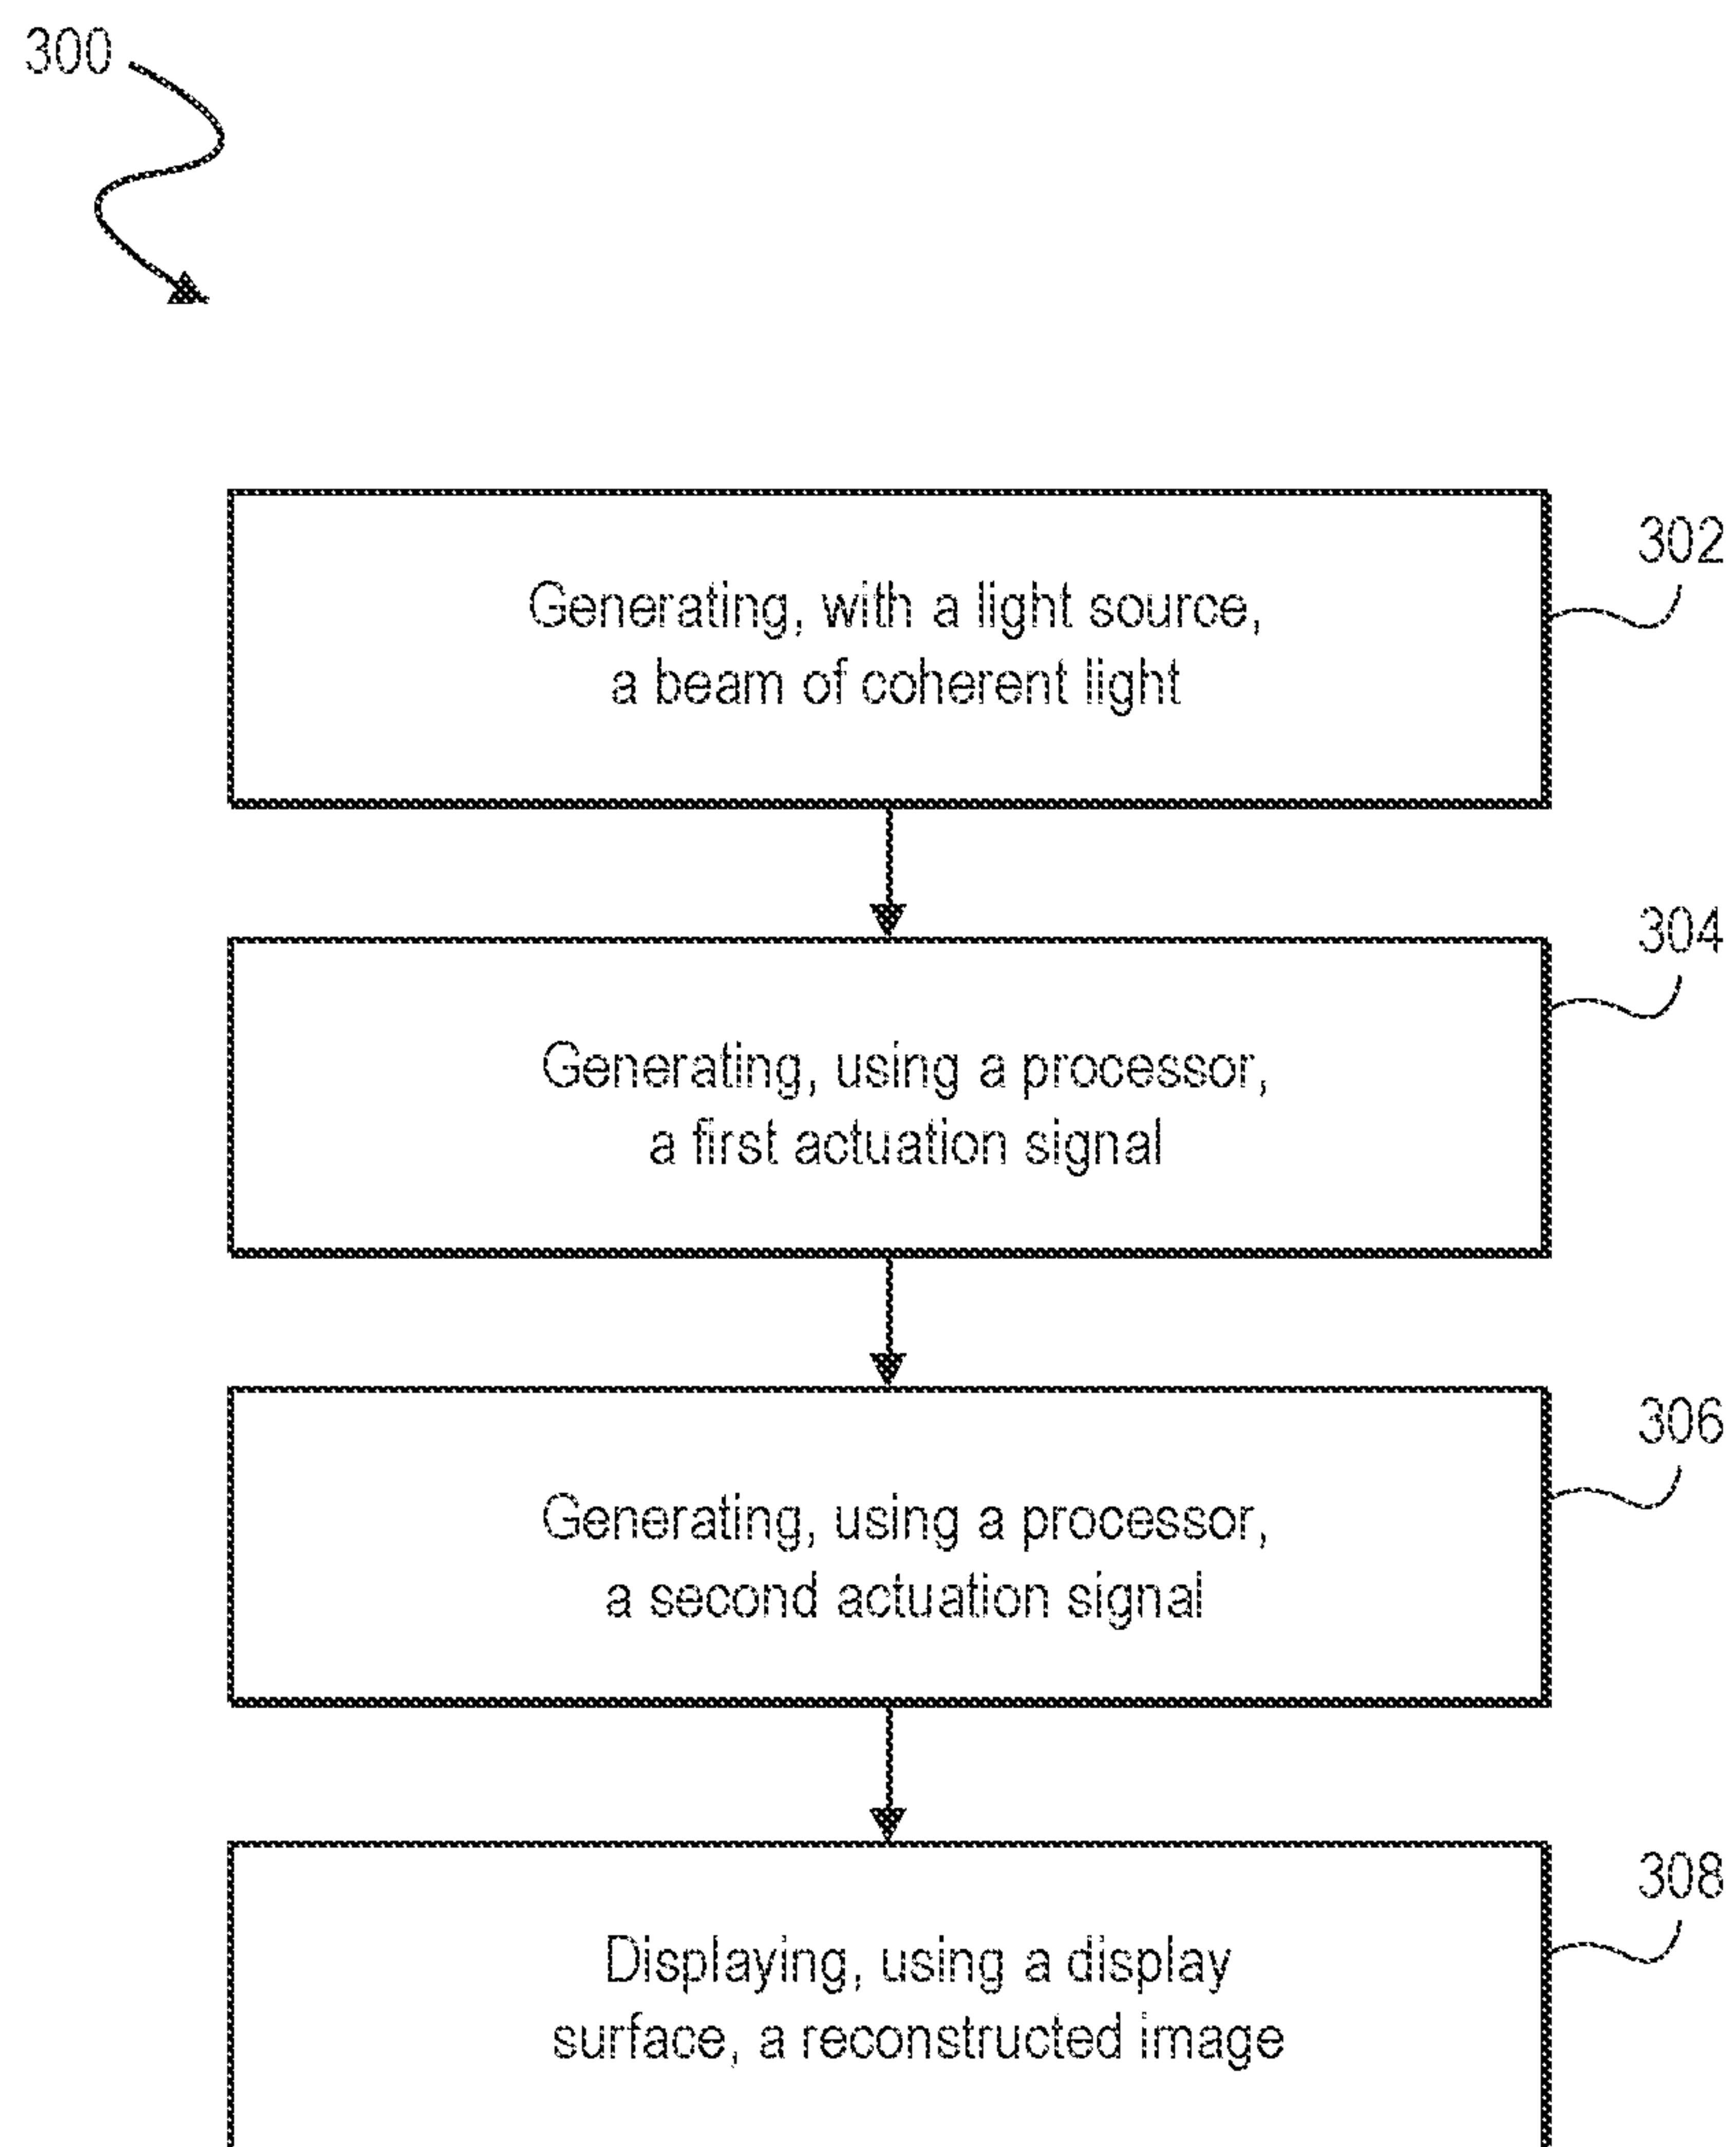 300
302
Generating, with a light source,
a beam of coherent light
304
Generating, using a processor,
a first actuation signal
306
Generating, using a processor,
a second actuation signal
308
Displaying, using a display
surface, a reconstructed image